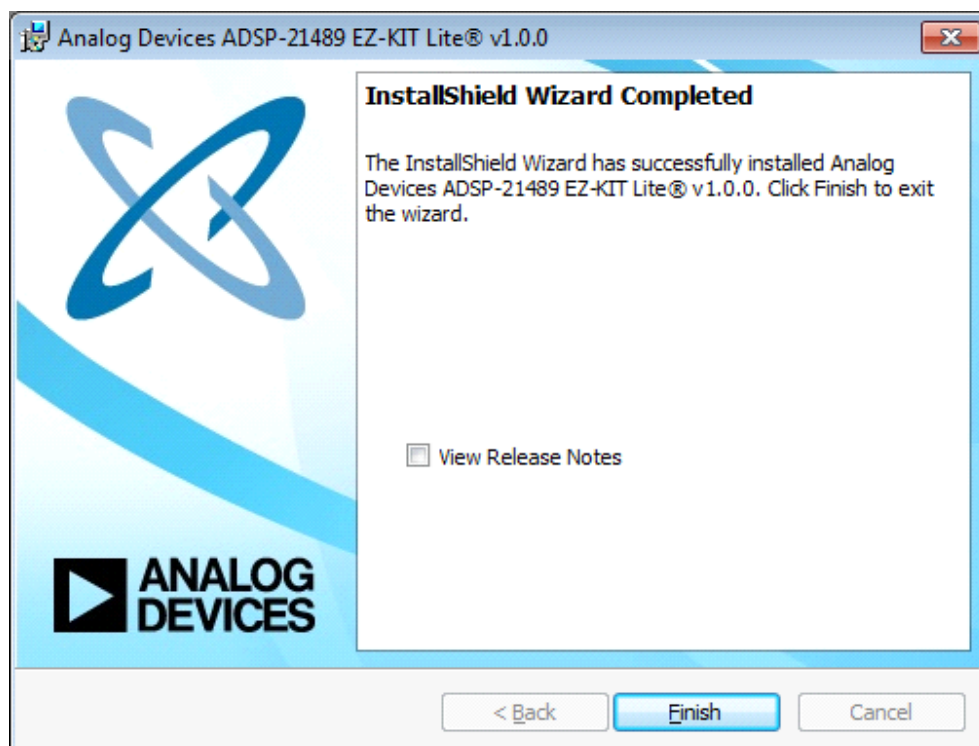 Analog Devices ADSP-21489 EZ-KIT Lite® v1.0.0
InstallShield Wizard Completed
The InstallShield Wizard has successfully installed Analog
Devices ADSP-21489 EZ-KIT Lite® v1.0.0. Click Finish to exit
the wizard.
View Release Notes
ANALOG
DEVICES
< Back
Finish
Cancel